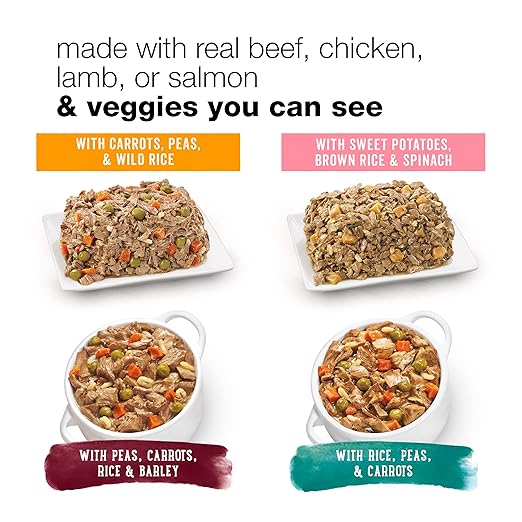 made with real beef, chicken,
lamb, or salmon
& veggies you can see
WITH CARROTS, PEAS,
& WILD RICE
WITH SWEET POTATOES,
BROWN RICE & SPINACH
WITH PEAS, CARROTS,
RICE & BARLEY
WITH RICE, PEAS,
& CARROTS